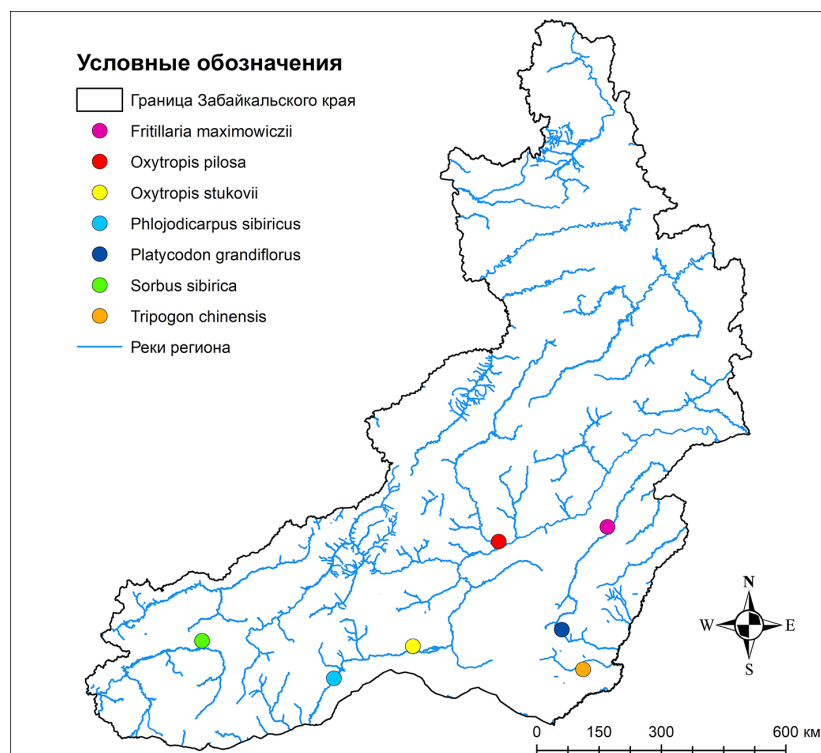 Условные обозначения
Граница Забайкальского края
Fritillaria maximowiczii
Oxytropis pilosa
Oxytropis stukovii
Phlojodicarpus sibiricus
Platycodon grandiflorus
Sorbus sibirica
Tripogon chinensis
Реки региона
N
W E
S
0 150 300 600 км